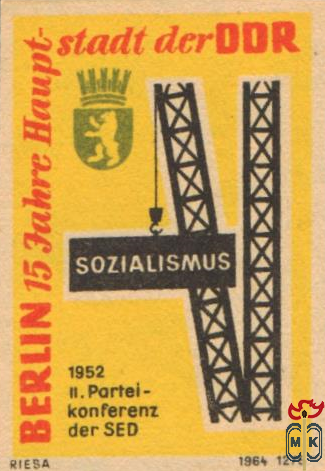 BERLIN 15 Jahre Haupt-
stadt der DDR
SOZIALISMUS
1952
II. Partei-
konferenz
der SED
RIESA
1964
MK